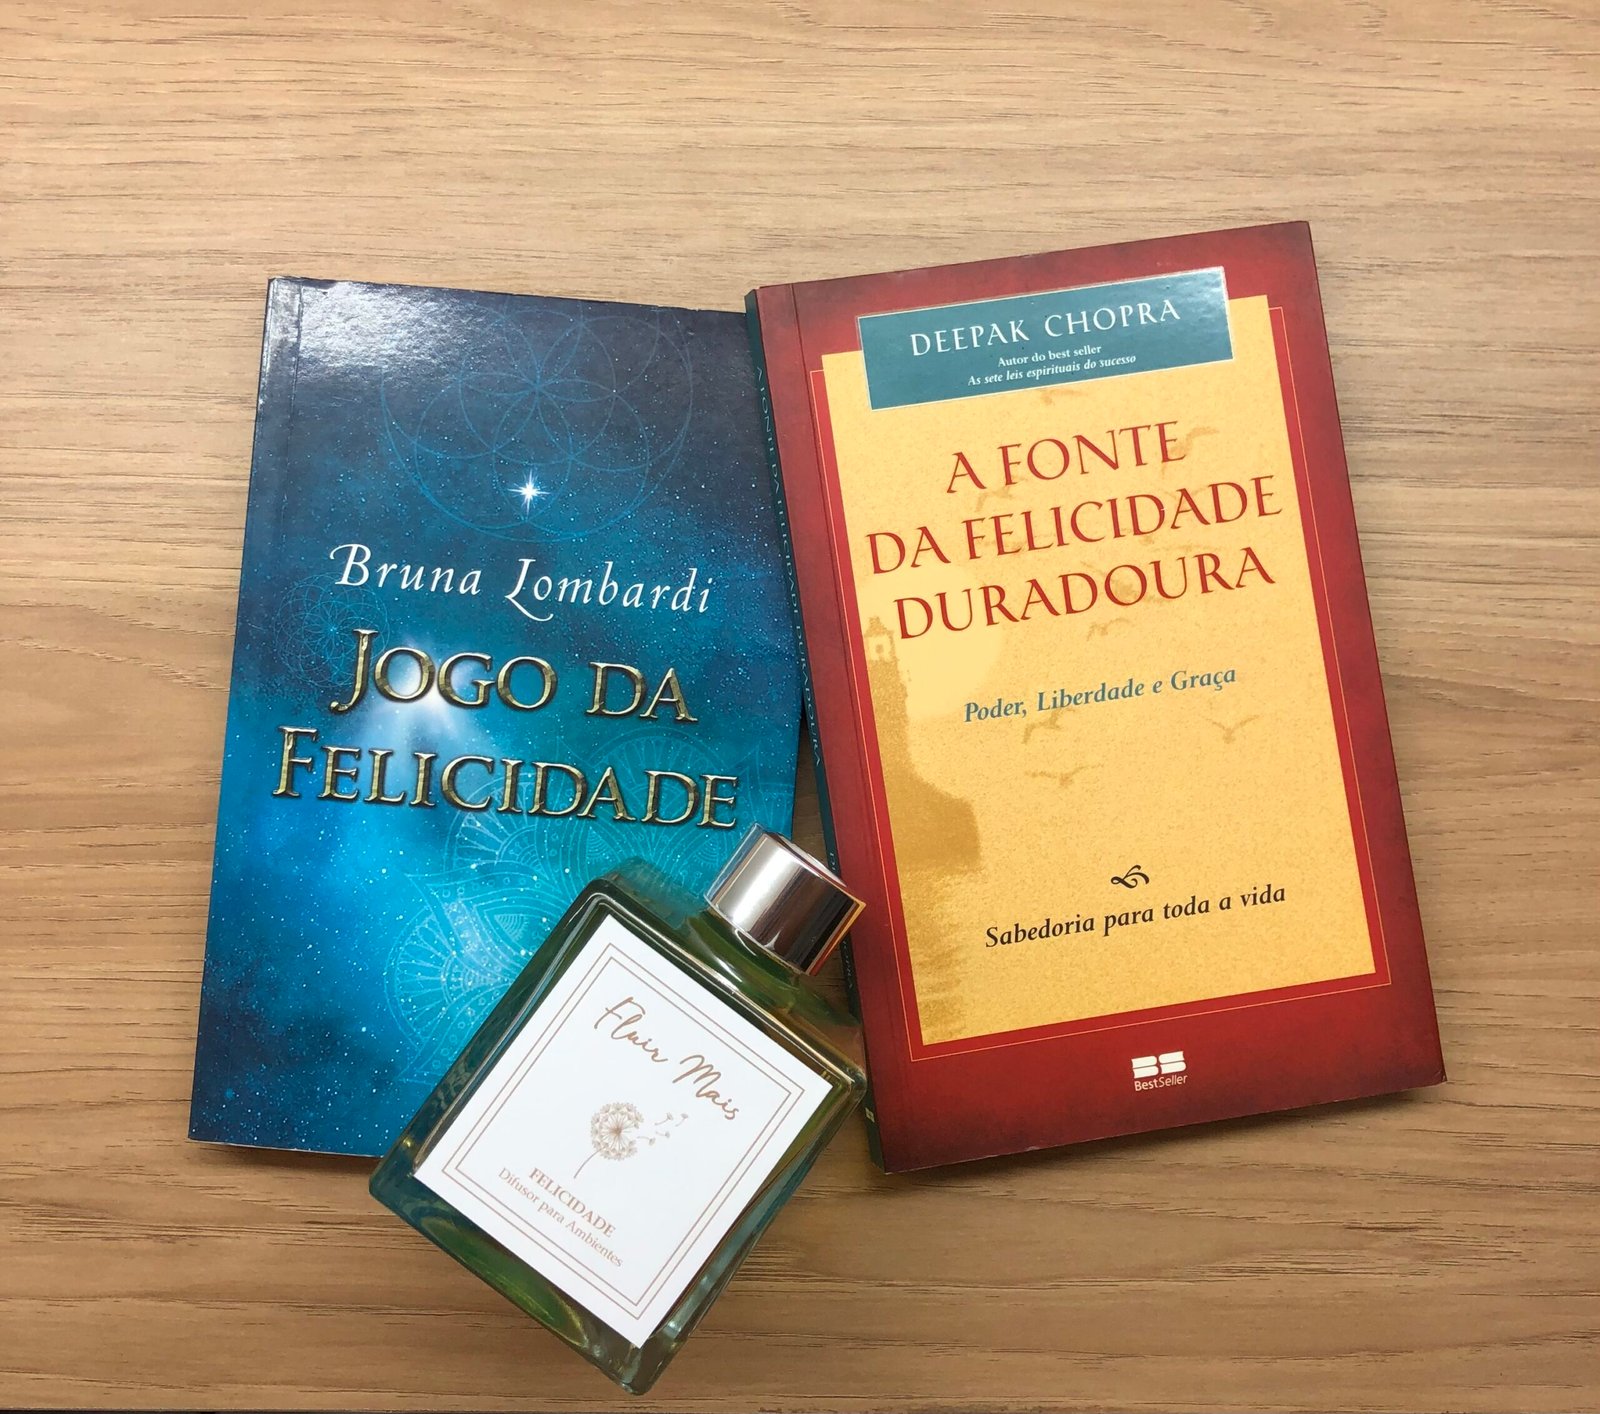 Bruna Lombardi
JOGO DA
FELICIDADE
DEEPAK CHOPRA
Autor do best seller
As sete leis espirituais do sucesso
A FONTE
DA FELICIDADE
DURADOURA
Poder, Liberdade e Graça
Sabedoria para toda a vida
BS
BestSeller
Fluir Mais
FELICIDADE
Difusor para Ambientes